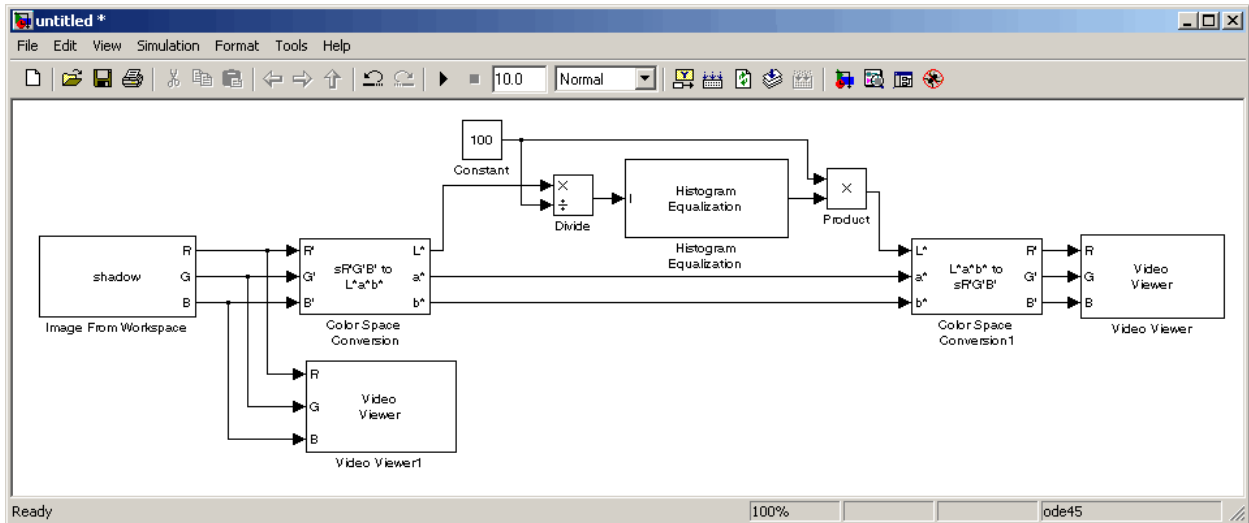 untitled *
File Edit View Simulation Format Tools Help
10.0 Normal
100
Constant
×
÷
Divide
I
Histogram
Equalization
Histogram
Equalization
×
Product
shadow
R
G
B
Image From Workspace
R'
G'
B'
sR'G'B' to
L*a*b*
L*
a*
b*
Color Space
Conversion
L*
a*
b*
L*a*b* to
sR'G'B'
R'
G'
B'
Color Space
Conversion1
R
G
B
Video
Viewer
Video Viewer
R
G
B
Video
Viewer
Video Viewer1
Ready 100% ode45